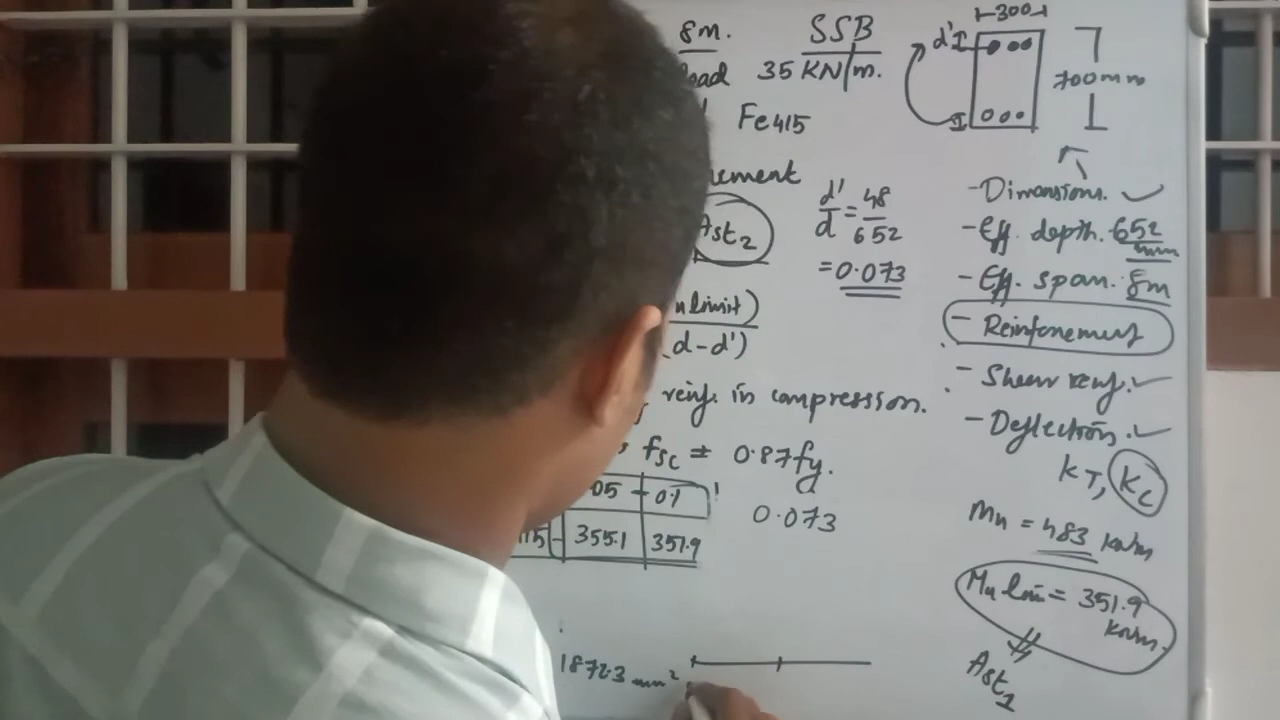 8m. SSB
load 35 KN/m.
Fe415
Ast₂
d'/d = 48/652
= 0.073
(d-d')
reinf. in compression.
fsc = 0.87fy.
05 0.1
355.1 351.9
0.073
1872.3 mm²
300
d'
700mm
- Dimensions. ✓
- Eff. depth. 652 mm
- Eff. span. 8m
- Reinforcement
- Shear reinf. ✓
- Deflection. ✓
KT, KC
Mu = 483 KNm
Mu lim = 351.9 KNm.
Ast₁